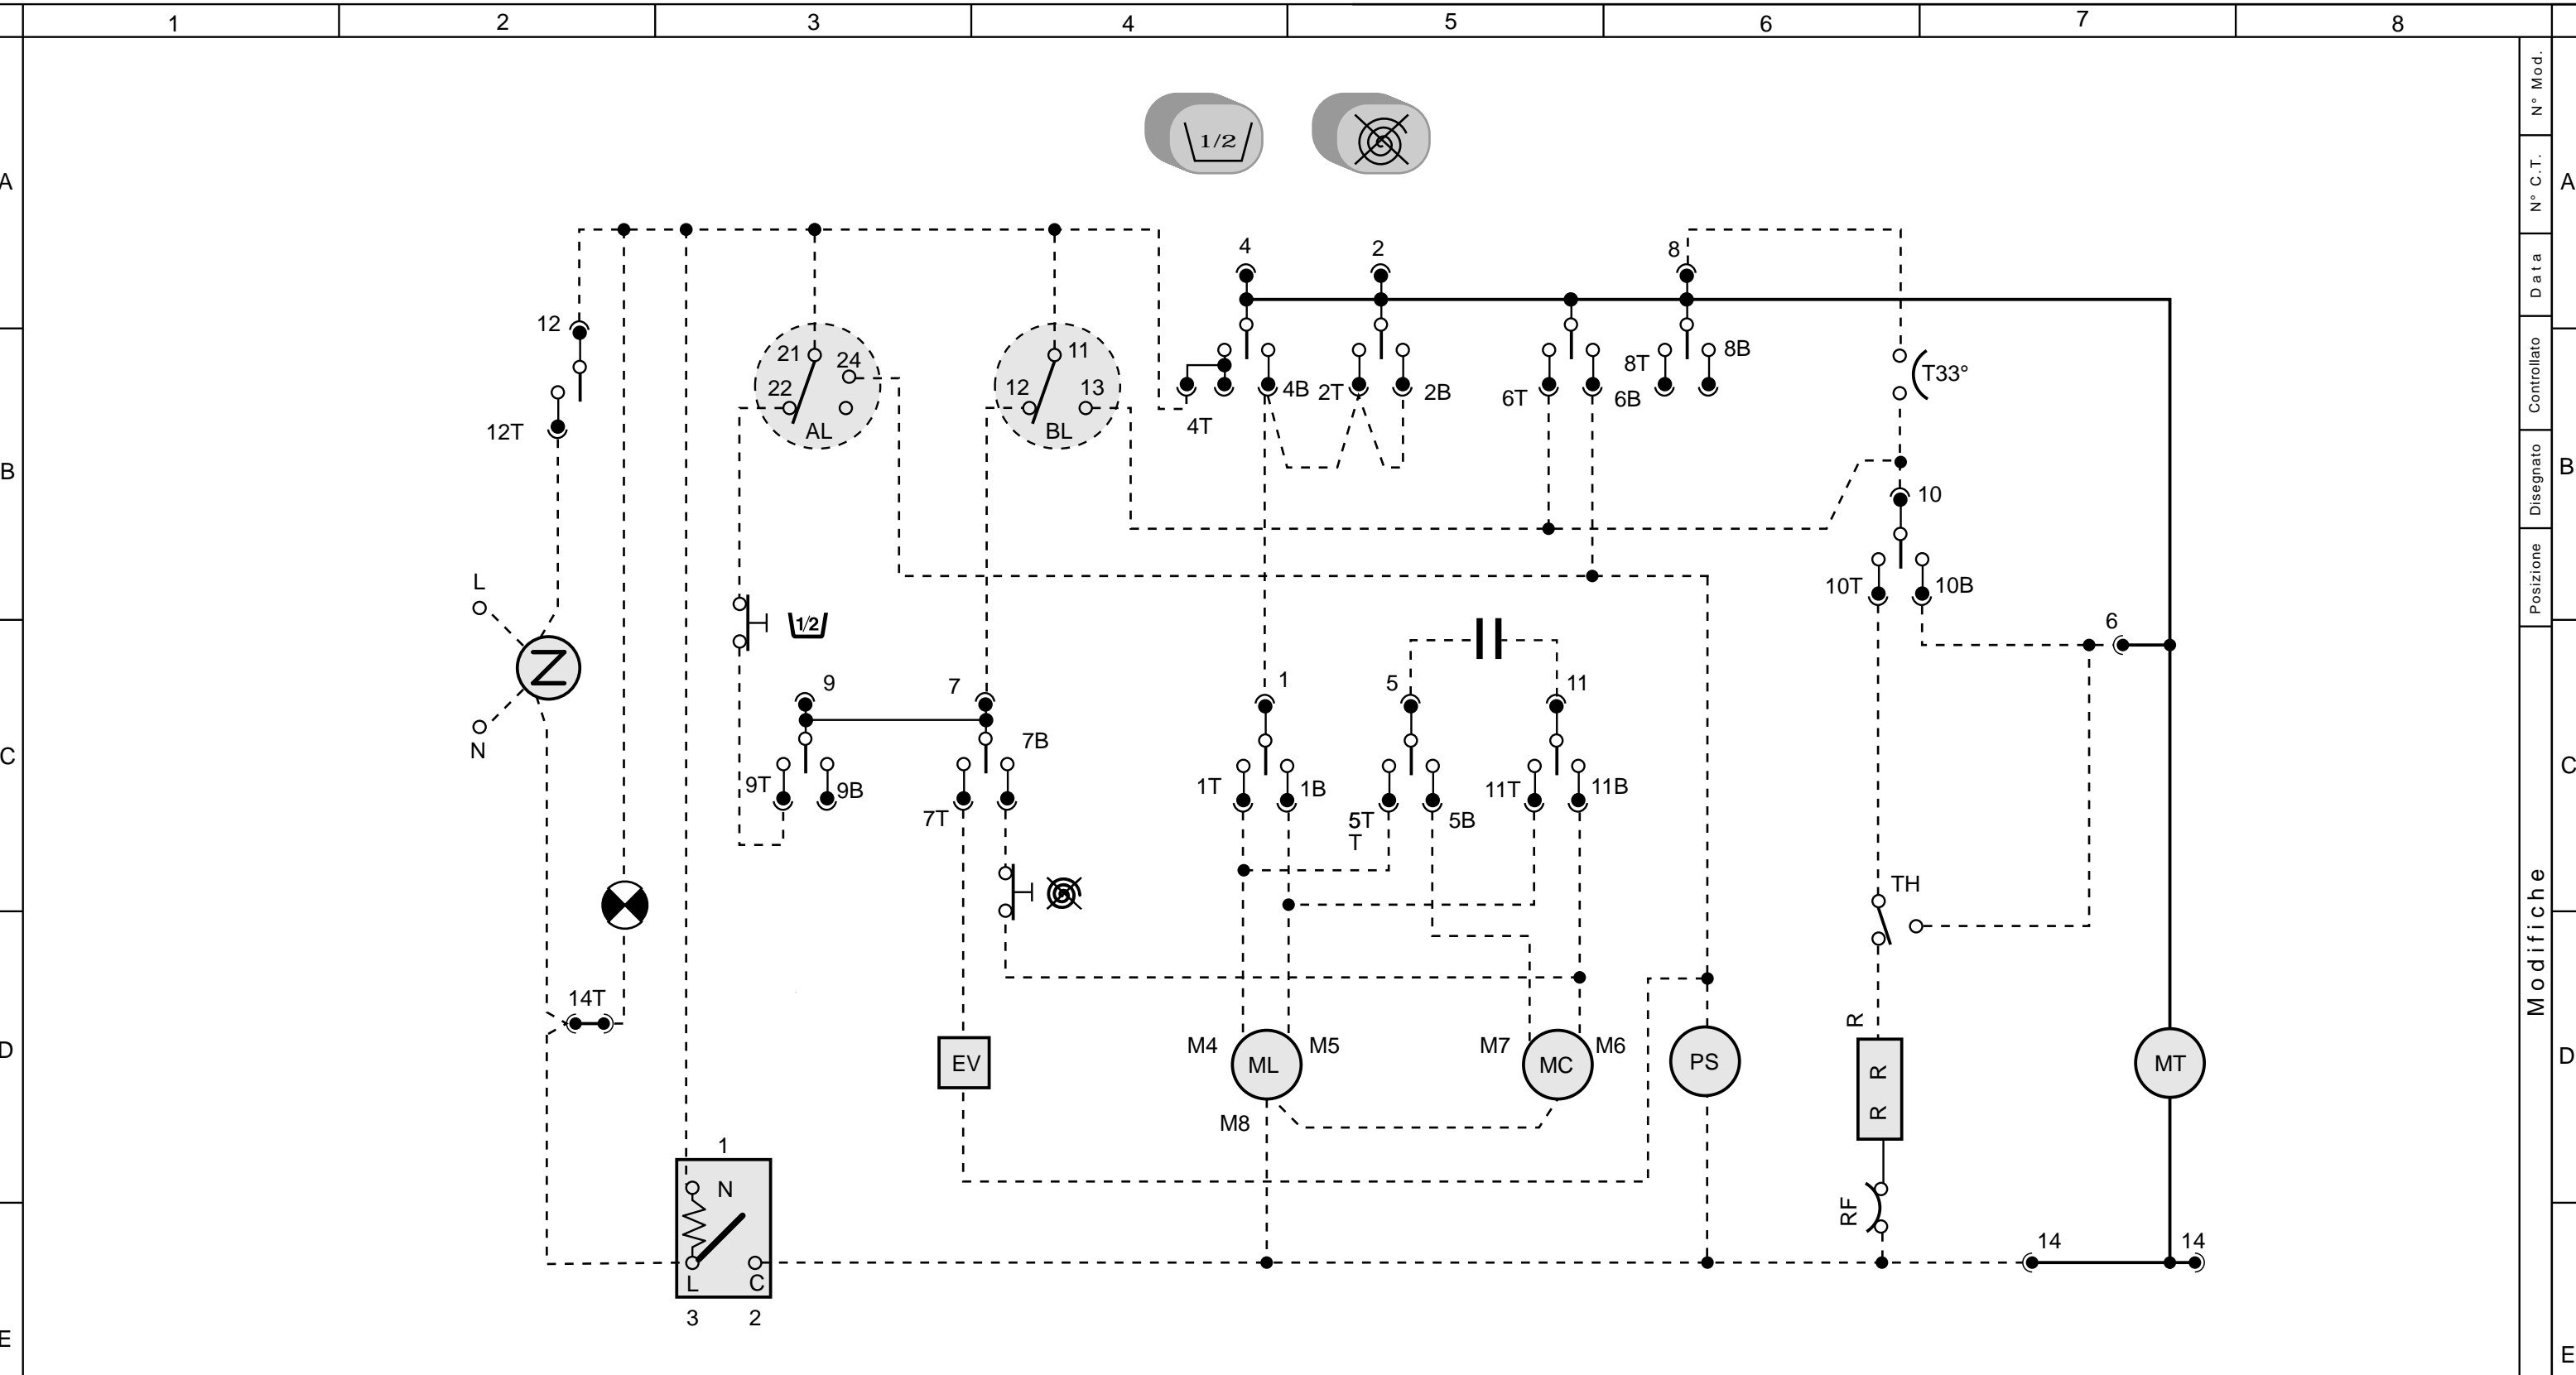 1 2 3 4 5 6 7 8
N° Mod.
N° C.T.
Data
Controllato
Disegnato
Posizione
Modifiche
A A
1/2
4 2 8
12
21 24 11
8T 8B
22 12 13
4B 2T 2B 6T 6B
T33°
12T AL BL 4T
B B
10
L
10T 10B
1/2
6
9 7 1 5 11
N
7B
C C
9T 9B 1T 1B 11T 11B
7T 5T 5B
T
TH
14T
R
D D
EV M4 ML M5 M7 MC M6 PS R MT
R
M8
1
N
RF
14 14
L C
3 2
E E